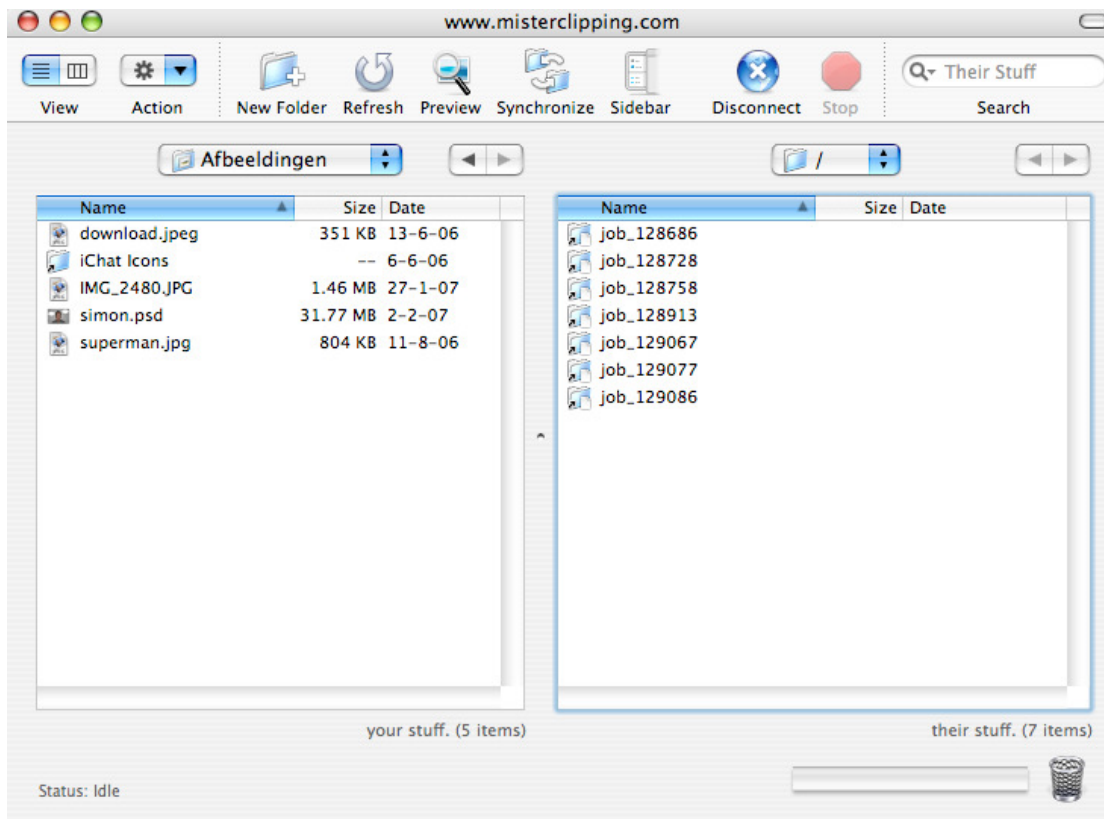 www.misterclipping.com
View Action New Folder Refresh Preview Synchronize Sidebar Disconnect Stop Their Stuff Search
Afbeeldingen /
Name Size Date
download.jpeg 351 KB 13-6-06
iChat Icons -- 6-6-06
IMG_2480.JPG 1.46 MB 27-1-07
simon.psd 31.77 MB 2-2-07
superman.jpg 804 KB 11-8-06
your stuff. (5 items)
Name Size Date
job_128686
job_128728
job_128758
job_128913
job_129067
job_129077
job_129086
their stuff. (7 items)
Status: Idle